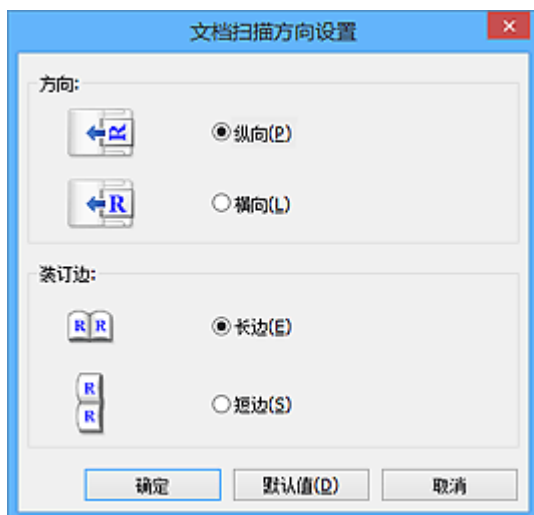 文档扫描方向设置
方向:
R
纵向(P)
R
横向(L)
装订边:
R R
长边(E)
R
R
短边(S)
确定 默认值(D) 取消